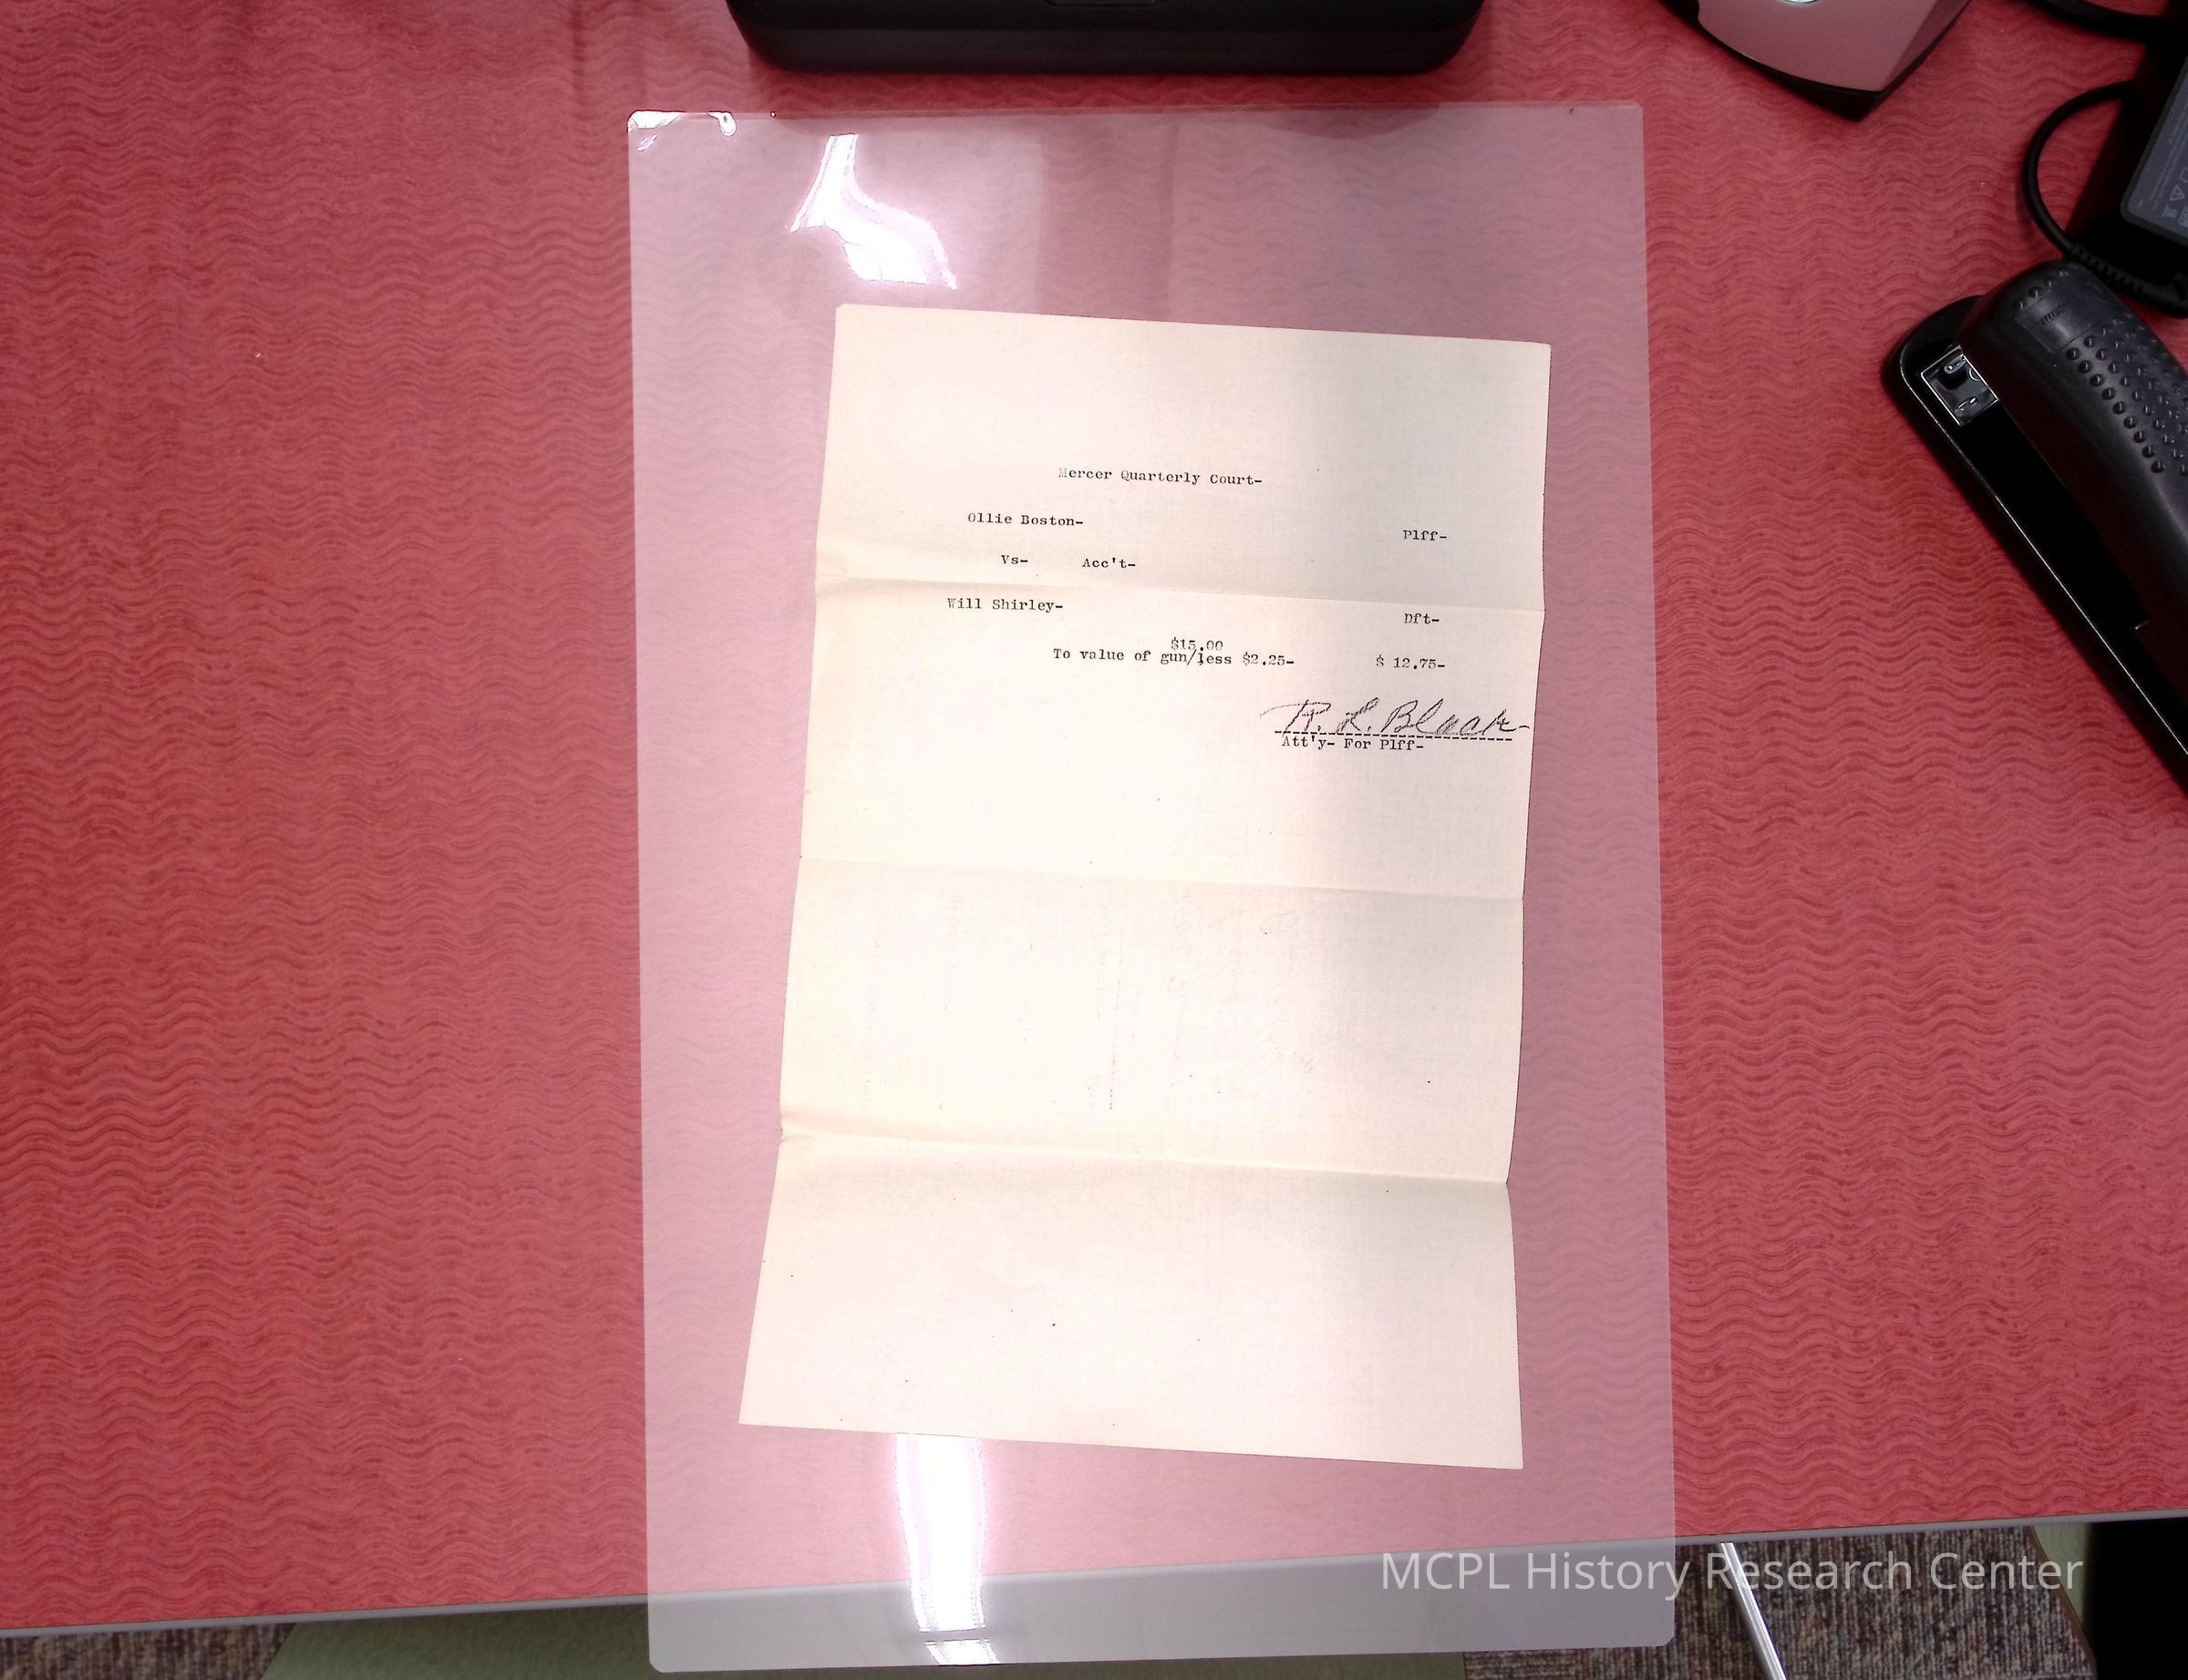 Mercer Quarterly Court-
Ollie Boston-
Plff-
Vs- Acc't-
Will Shirley-
Dft-
$15.00
To value of gun/less $2.25- $ 12.75-
R. L. Black-
Att'y- For Plff-
MCPL History Research Center